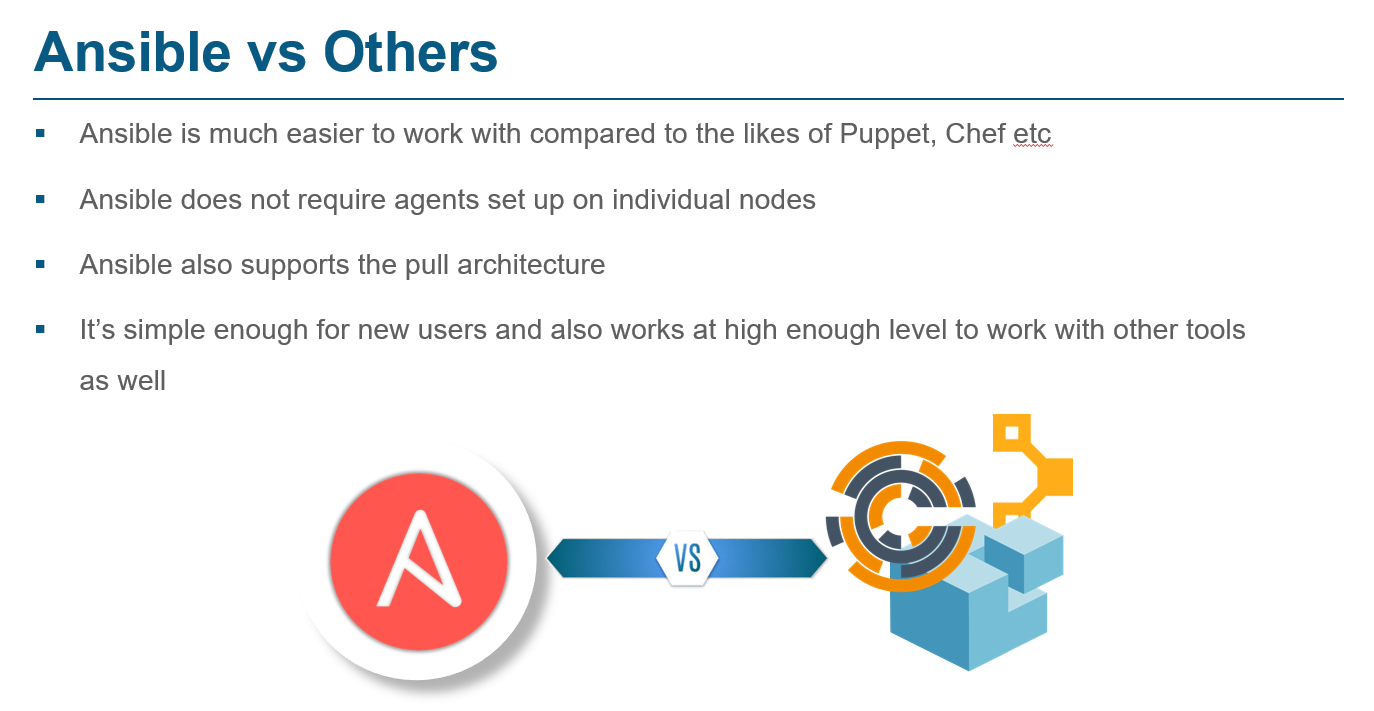 Ansible vs Others
Ansible is much easier to work with compared to the likes of Puppet, Chef etc
Ansible does not require agents set up on individual nodes
Ansible also supports the pull architecture
It’s simple enough for new users and also works at high enough level to work with other tools
as well
VS